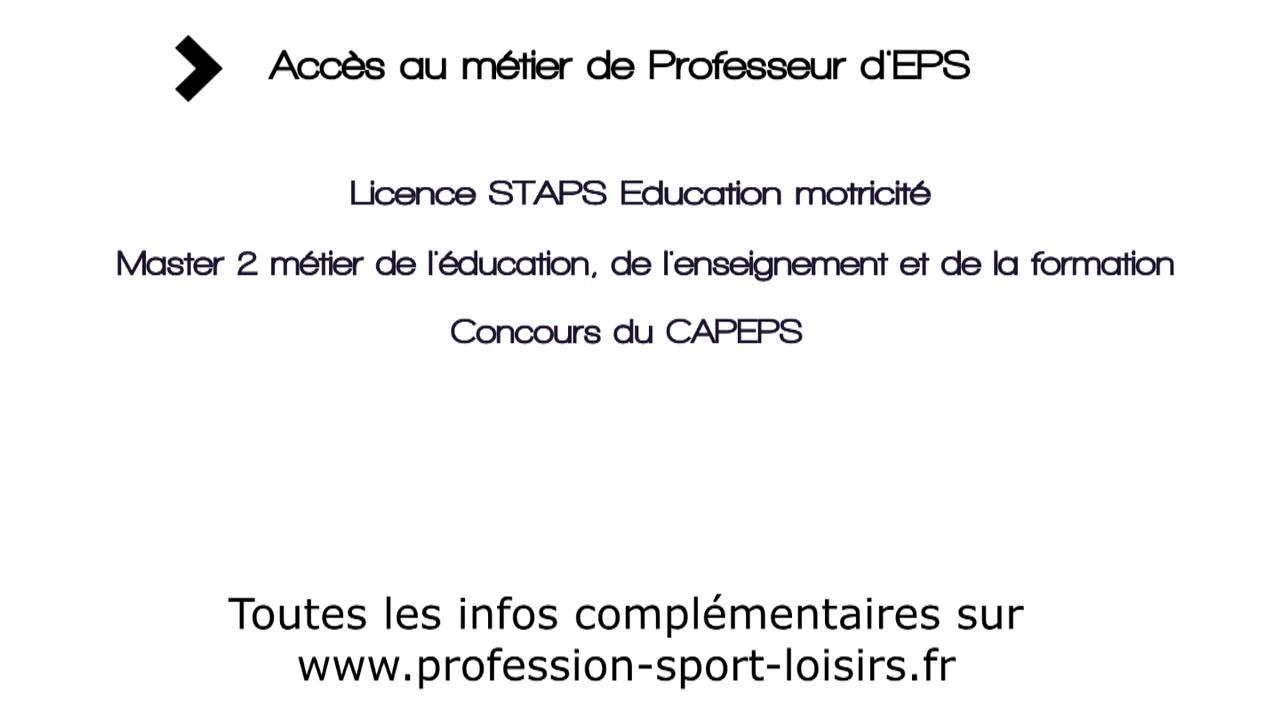 Accès au métier de Professeur d'EPS
Licence STAPS Education motricité
Master 2 métier de l'éducation, de l'enseignement et de la formation
Concours du CAPEPS
Toutes les infos complémentaires sur
www.profession-sport-loisirs.fr